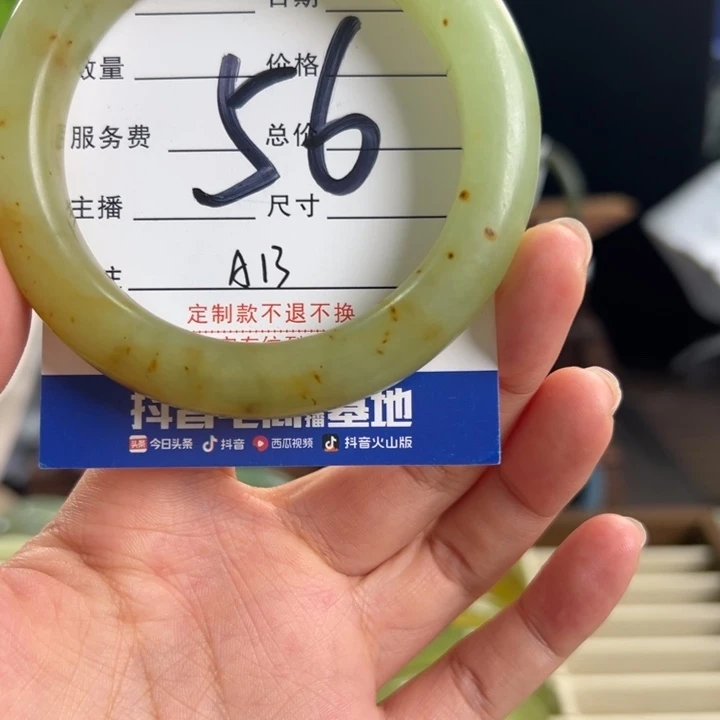 日期
数量 价格
56
服务费 总价
主播 尺寸
A13
定制款不退不换
抖音电商直播基地
今日头条 抖音 西瓜视频 抖音火山版